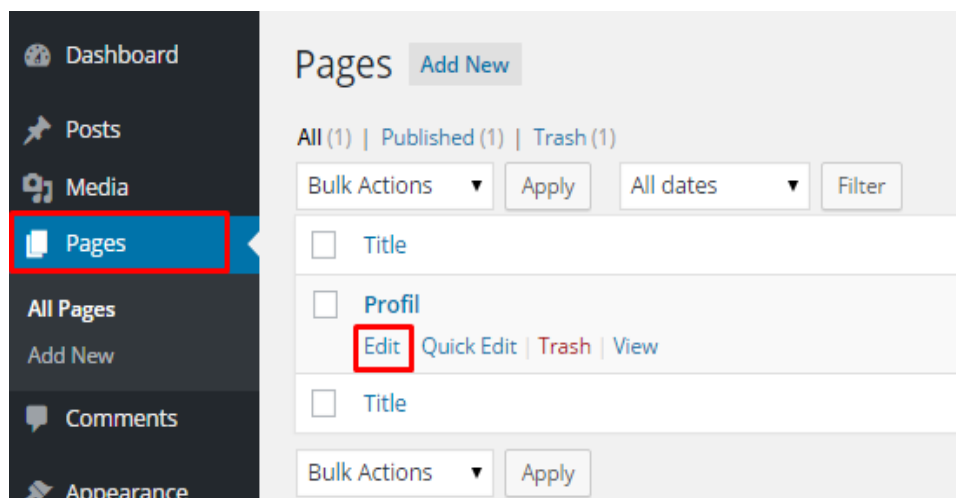 Dashboard
Posts
Media
Pages
All Pages
Add New
Comments
Appearance
Pages Add New
All (1) | Published (1) | Trash (1)
Bulk Actions Apply All dates Filter
Title
Profil
Edit Quick Edit | Trash | View
Title
Bulk Actions Apply